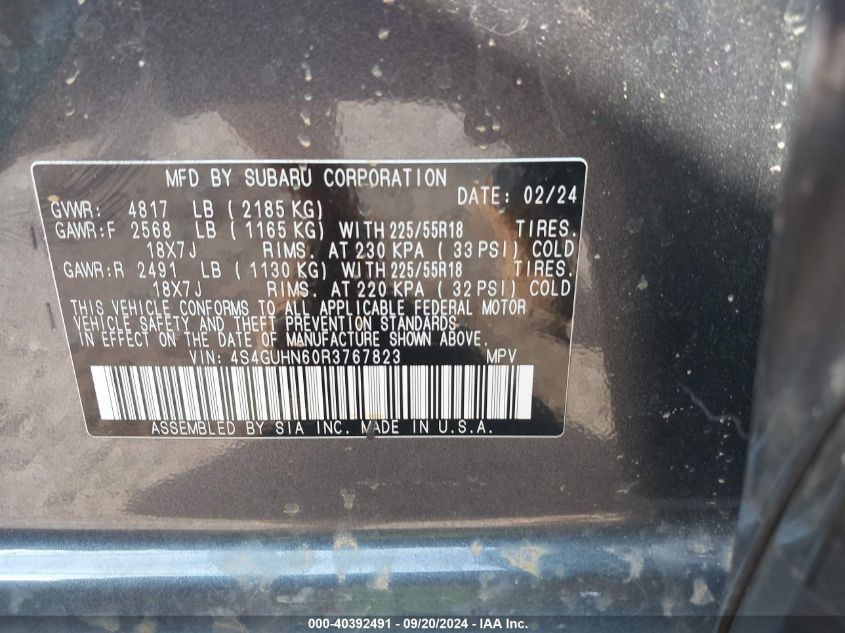 MFD BY SUBARU CORPORATION DATE: 02/24
GVWR: 4817 LB ( 2185 KG)
GAWR:F 2568 LB ( 1165 KG) WITH 225/55R18 TIRES.
18X7J RIMS. AT 230 KPA ( 33 PSI) COLD
GAWR:R 2491 LB ( 1130 KG) WITH 225/55R18 TIRES.
18X7J RIMS. AT 220 KPA ( 32 PSI) COLD
THIS VEHICLE CONFORMS TO ALL APPLICABLE FEDERAL MOTOR
VEHICLE SAFETY AND THEFT PREVENTION STANDARDS
IN EFFECT ON THE DATE OF MANUFACTURE SHOWN ABOVE.
VIN: 4S4GUHN60R3767823 MPV
ASSEMBLED BY SIA INC. MADE IN U.S.A.
000-40392491 - 09/20/2024 - IAA Inc.